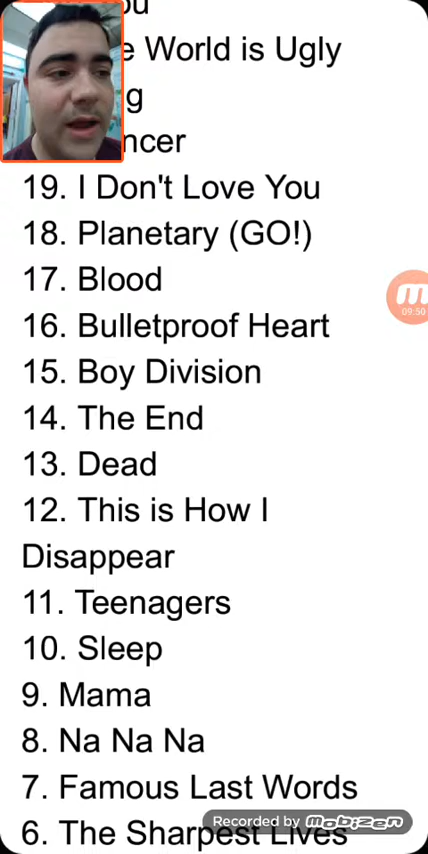 World is Ugly
19. I Don't Love You
18. Planetary (GO!)
17. Blood
16. Bulletproof Heart
15. Boy Division
14. The End
13. Dead
12. This is How I
Disappear
11. Teenagers
10. Sleep
9. Mama
8. Na Na Na
7. Famous Last Words
6. The Sharpest Lives
09:50
Recorded by mobizen